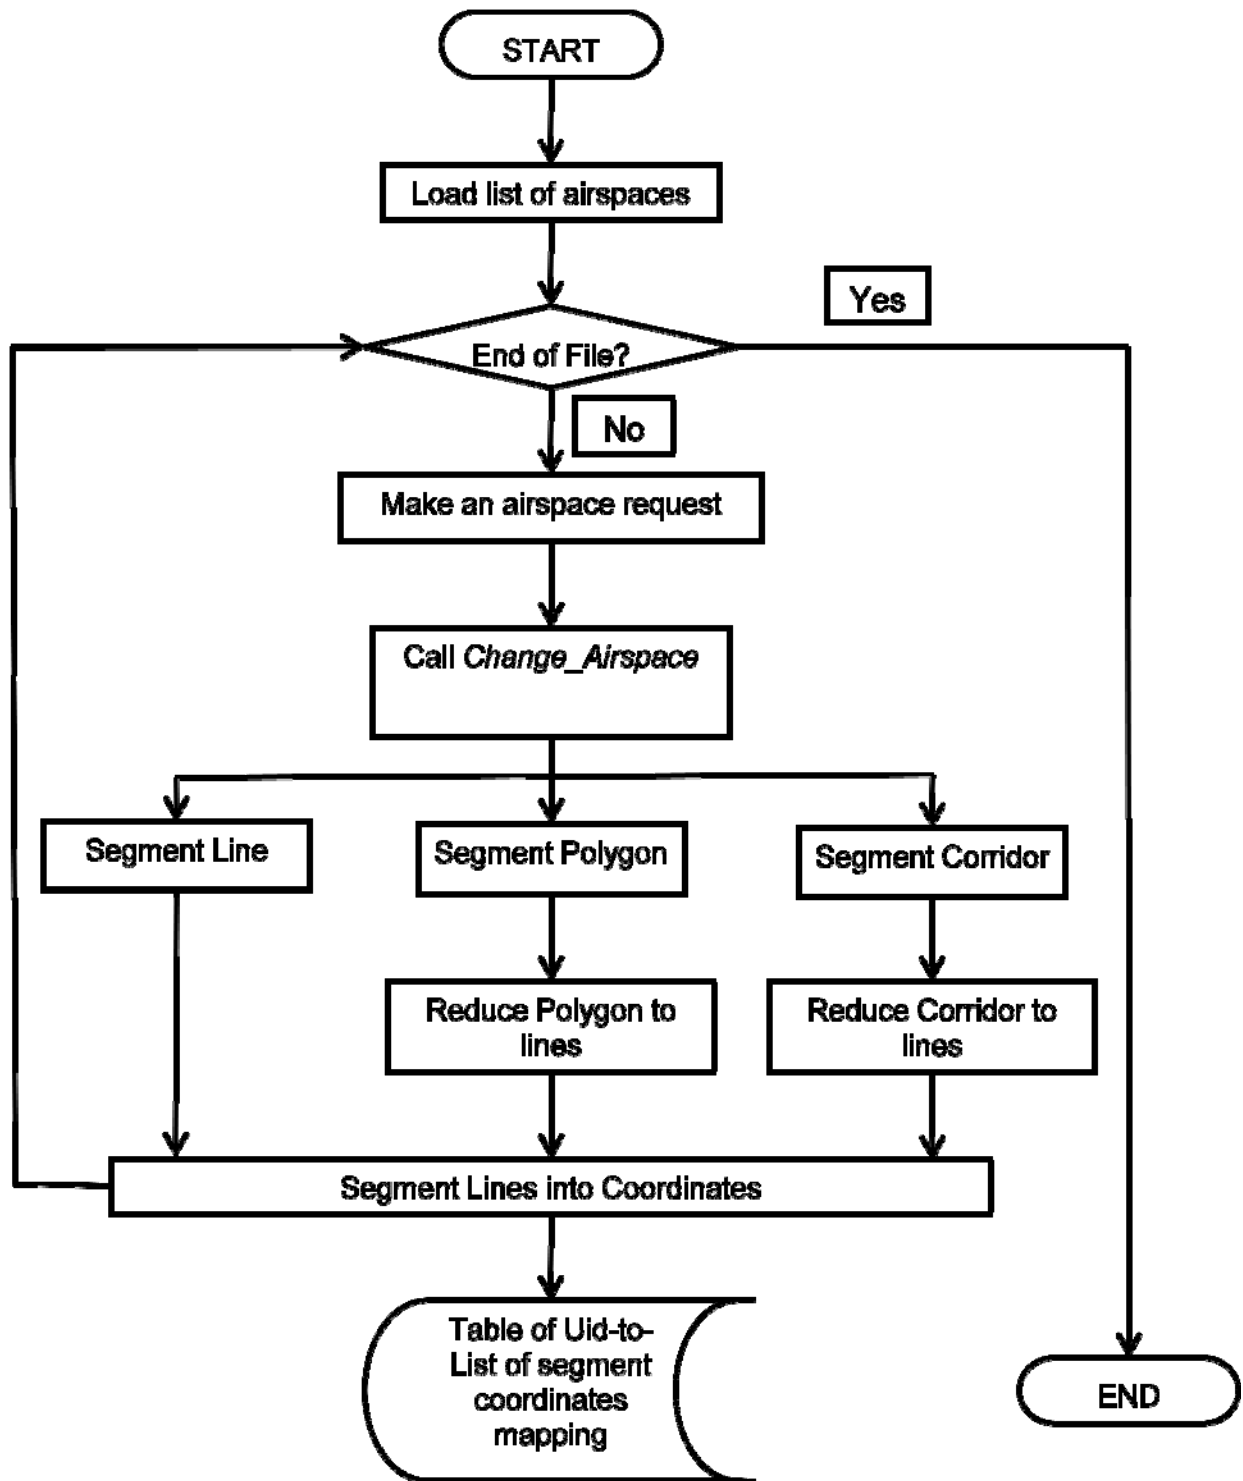 START
Load list of airspaces
Yes
End of File?
No
Make an airspace request
Call Change_Airspace
Segment Line
Segment Polygon
Segment Corridor
Reduce Polygon to
lines
Reduce Corridor to
lines
Segment Lines into Coordinates
Table of Uid-to-
List of segment
coordinates
mapping
END